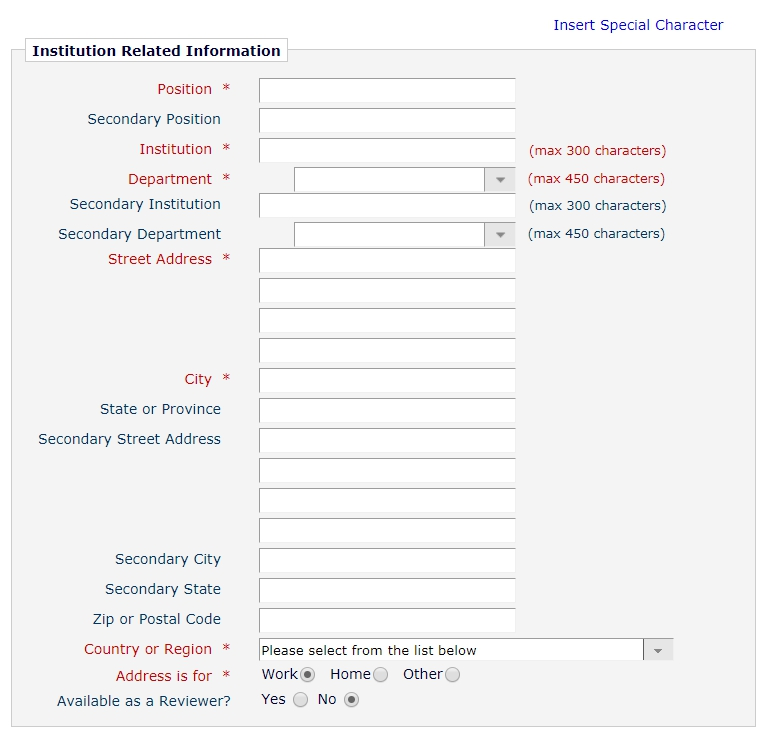 Insert Special Character
Institution Related Information
Position *
Secondary Position
Institution * (max 300 characters)
Department * (max 450 characters)
Secondary Institution (max 300 characters)
Secondary Department (max 450 characters)
Street Address *
City *
State or Province
Secondary Street Address
Secondary City
Secondary State
Zip or Postal Code
Country or Region * Please select from the list below
Address is for * Work Home Other
Available as a Reviewer? Yes No